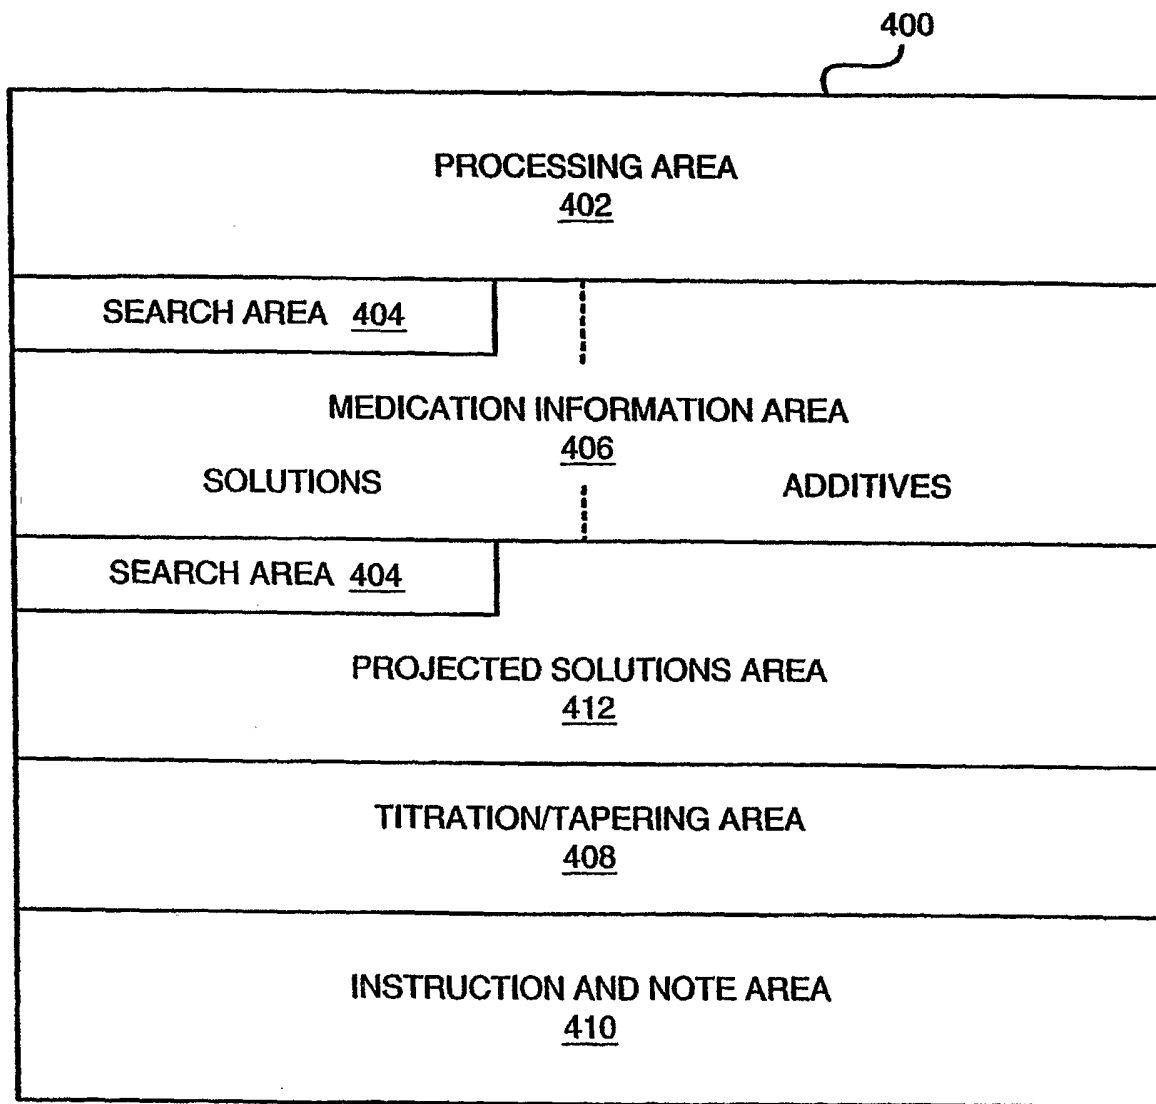 400
PROCESSING AREA
402
SEARCH AREA 404
MEDICATION INFORMATION AREA
406
SOLUTIONS ADDITIVES
SEARCH AREA 404
PROJECTED SOLUTIONS AREA
412
TITRATION/TAPERING AREA
408
INSTRUCTION AND NOTE AREA
410